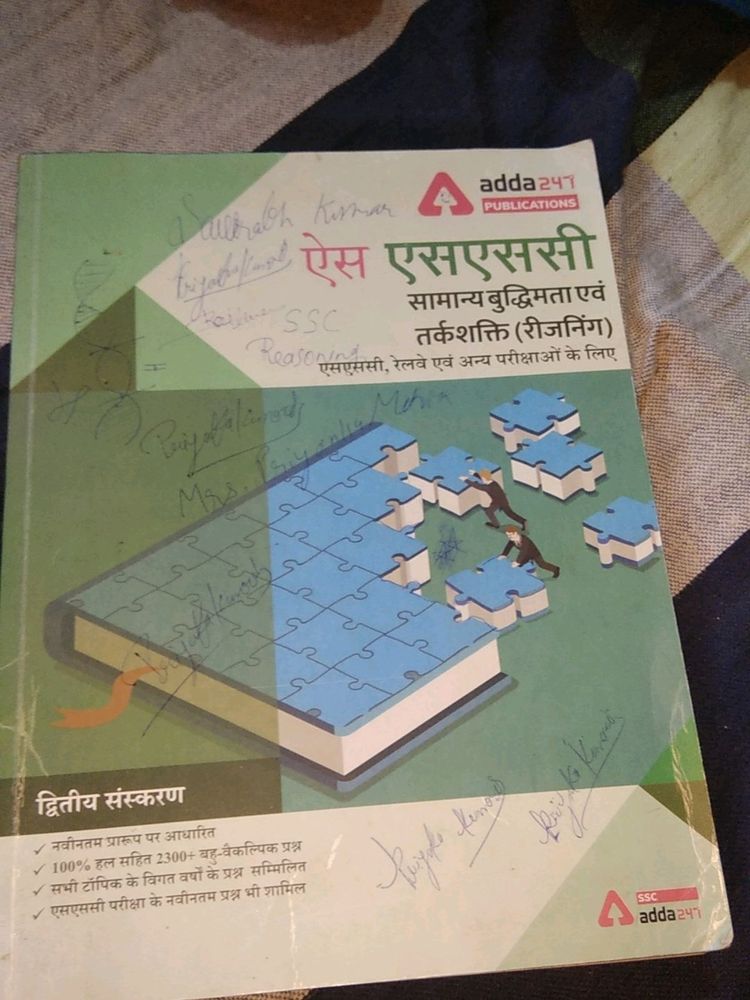 adda247
PUBLICATIONS
Saurabh Kumar
ऐस एसएससी
सामान्य बुद्धिमता एवं
SSC
तर्कशक्ति (रीजनिंग)
Reasoning
एसएससी, रेलवे एवं अन्य परीक्षाओं के लिए
Mrs. Priyanka
द्वितीय संस्करण
✓ नवीनतम प्रारूप पर आधारित
✓ 100% हल सहित 2300+ बहु-वैकल्पिक प्रश्न
✓ सभी टॉपिक के विगत वर्षों के प्रश्न सम्मिलित
✓ एसएससी परीक्षा के नवीनतम प्रश्न भी शामिल
SSC
adda247